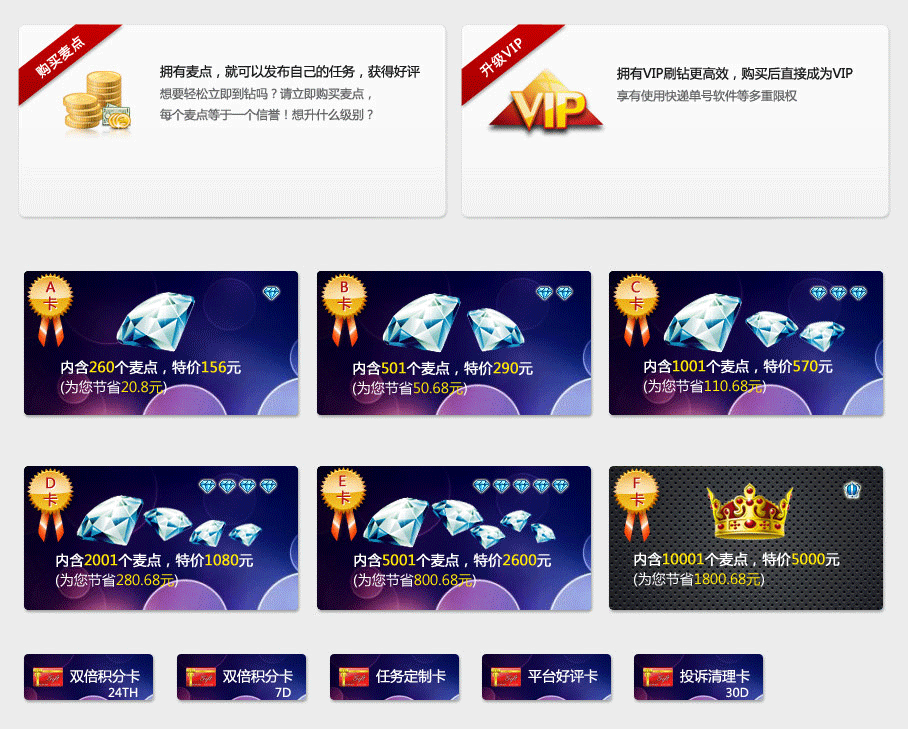 购买麦点
拥有麦点，就可以发布自己的任务，获得好评
想要轻松立即到钻吗？请立即购买麦点，
每个麦点等于一个信誉！想升什么级别？
升级VIP
VIP
拥有VIP刷钻更高效，购买后直接成为VIP
享有使用快递单号软件等多重限权
A
卡
内含260个麦点，特价156元
(为您节省20.8元)
B
卡
内含501个麦点，特价290元
(为您节省50.68元)
C
卡
内含1001个麦点，特价570元
(为您节省110.68元)
D
卡
内含2001个麦点，特价1080元
(为您节省280.68元)
E
卡
内含5001个麦点，特价2600元
(为您节省800.68元)
F
卡
内含10001个麦点，特价5000元
(为您节省1800.68元)
双倍积分卡
24TH
双倍积分卡
7D
任务定制卡
平台好评卡
投诉清理卡
30D